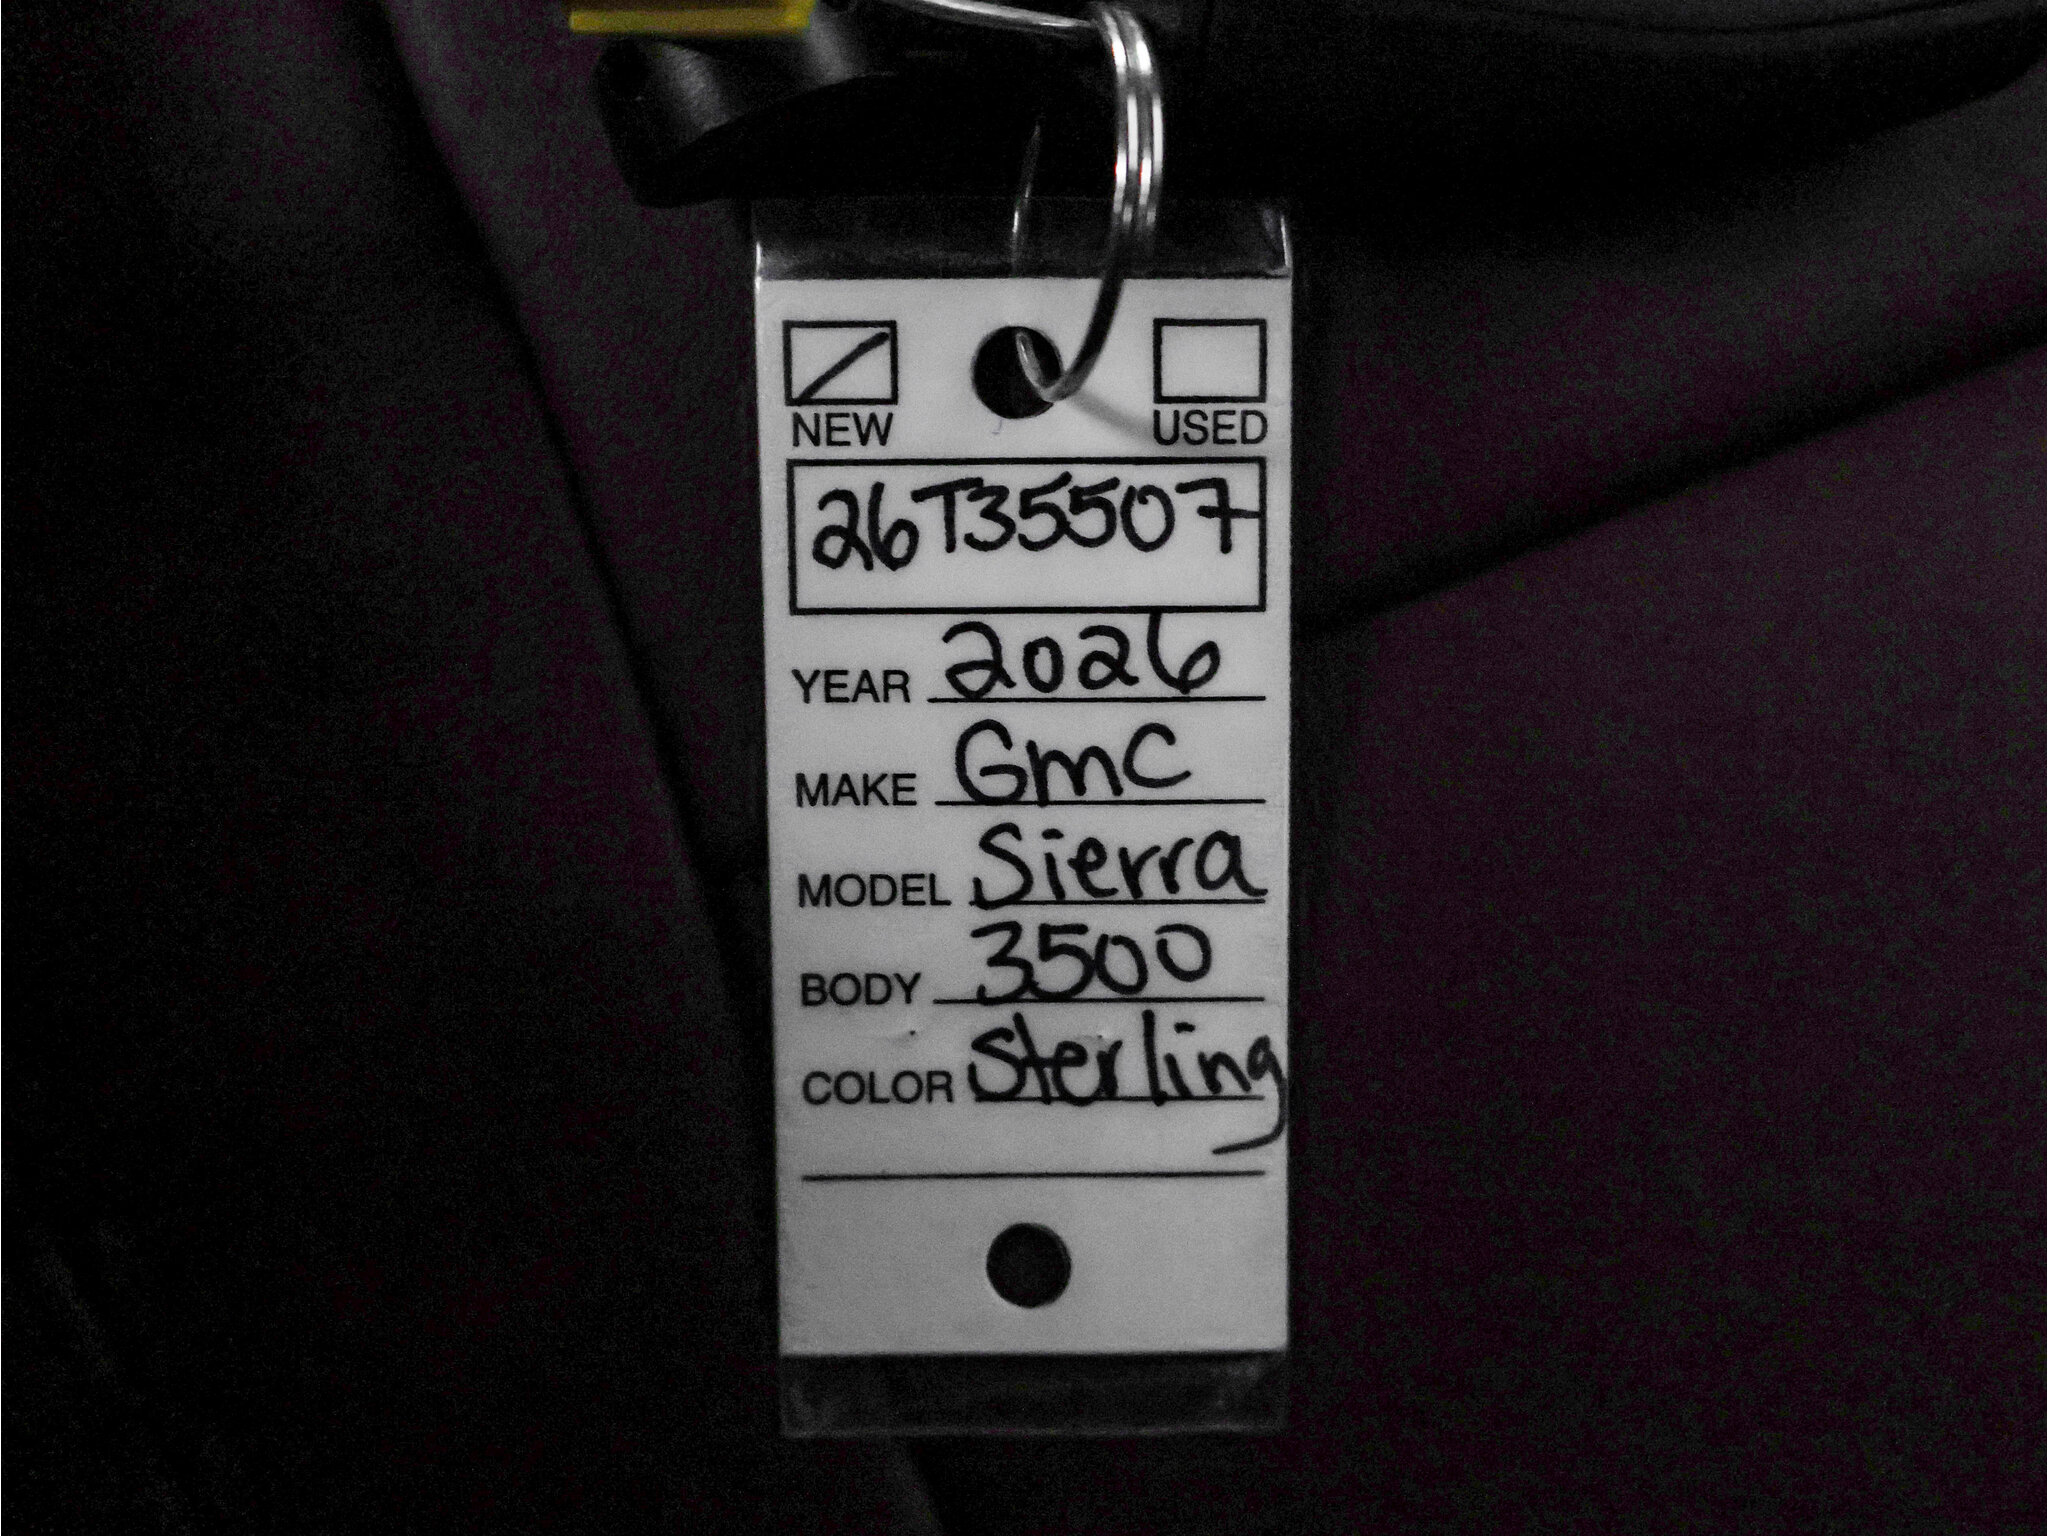 NEW USED
26T35507
YEAR 2026
MAKE GMC
MODEL Sierra
BODY 3500
COLOR Sterling